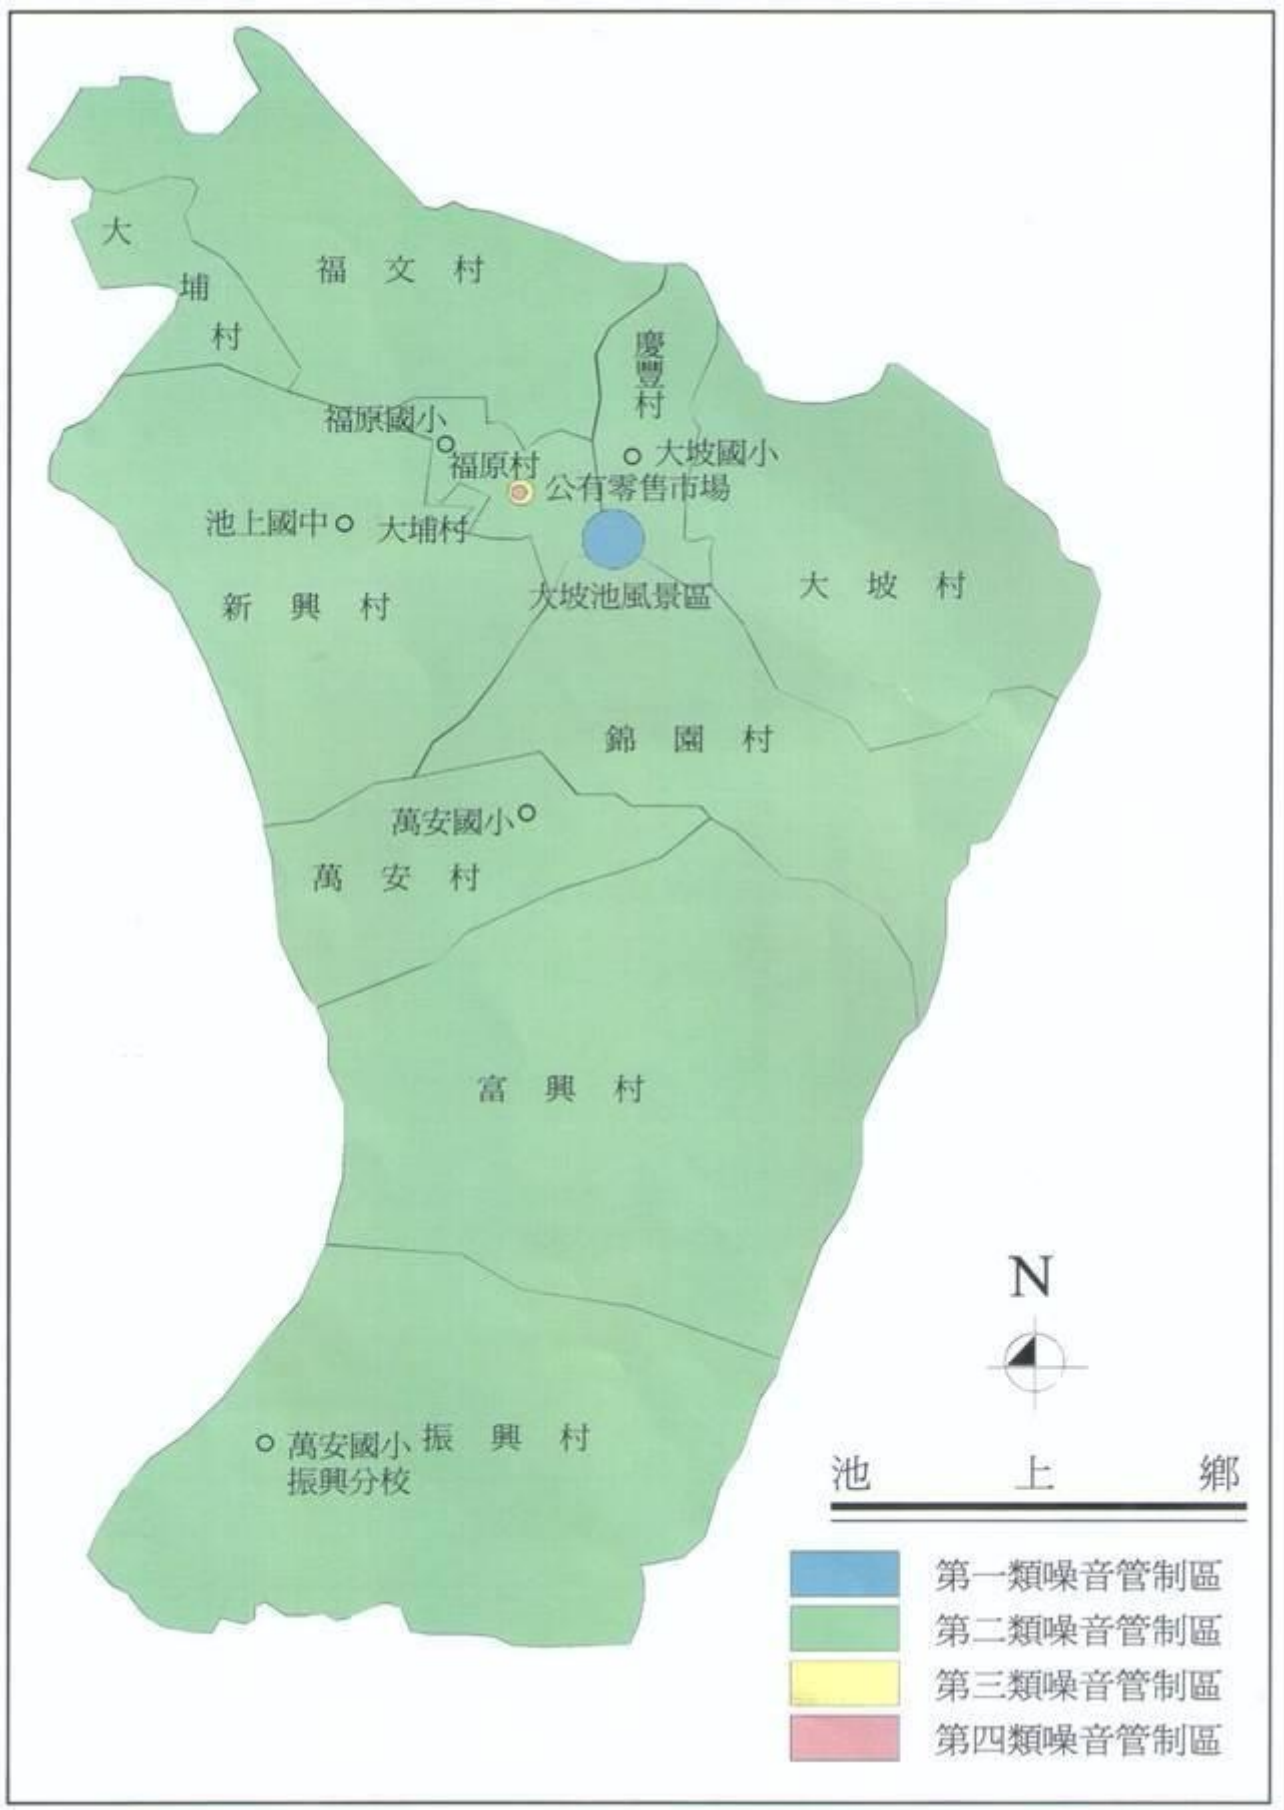 大埔村
福文村
慶豐村
福原國小
福原村
大坡國小
公有零售市場
池上國中
大埔村
大坡池風景區
大坡村
新興村
錦園村
萬安國小
萬安村
富興村
N
萬安國小
振興分校
振興村
池上鄉
第一類噪音管制區
第二類噪音管制區
第三類噪音管制區
第四類噪音管制區